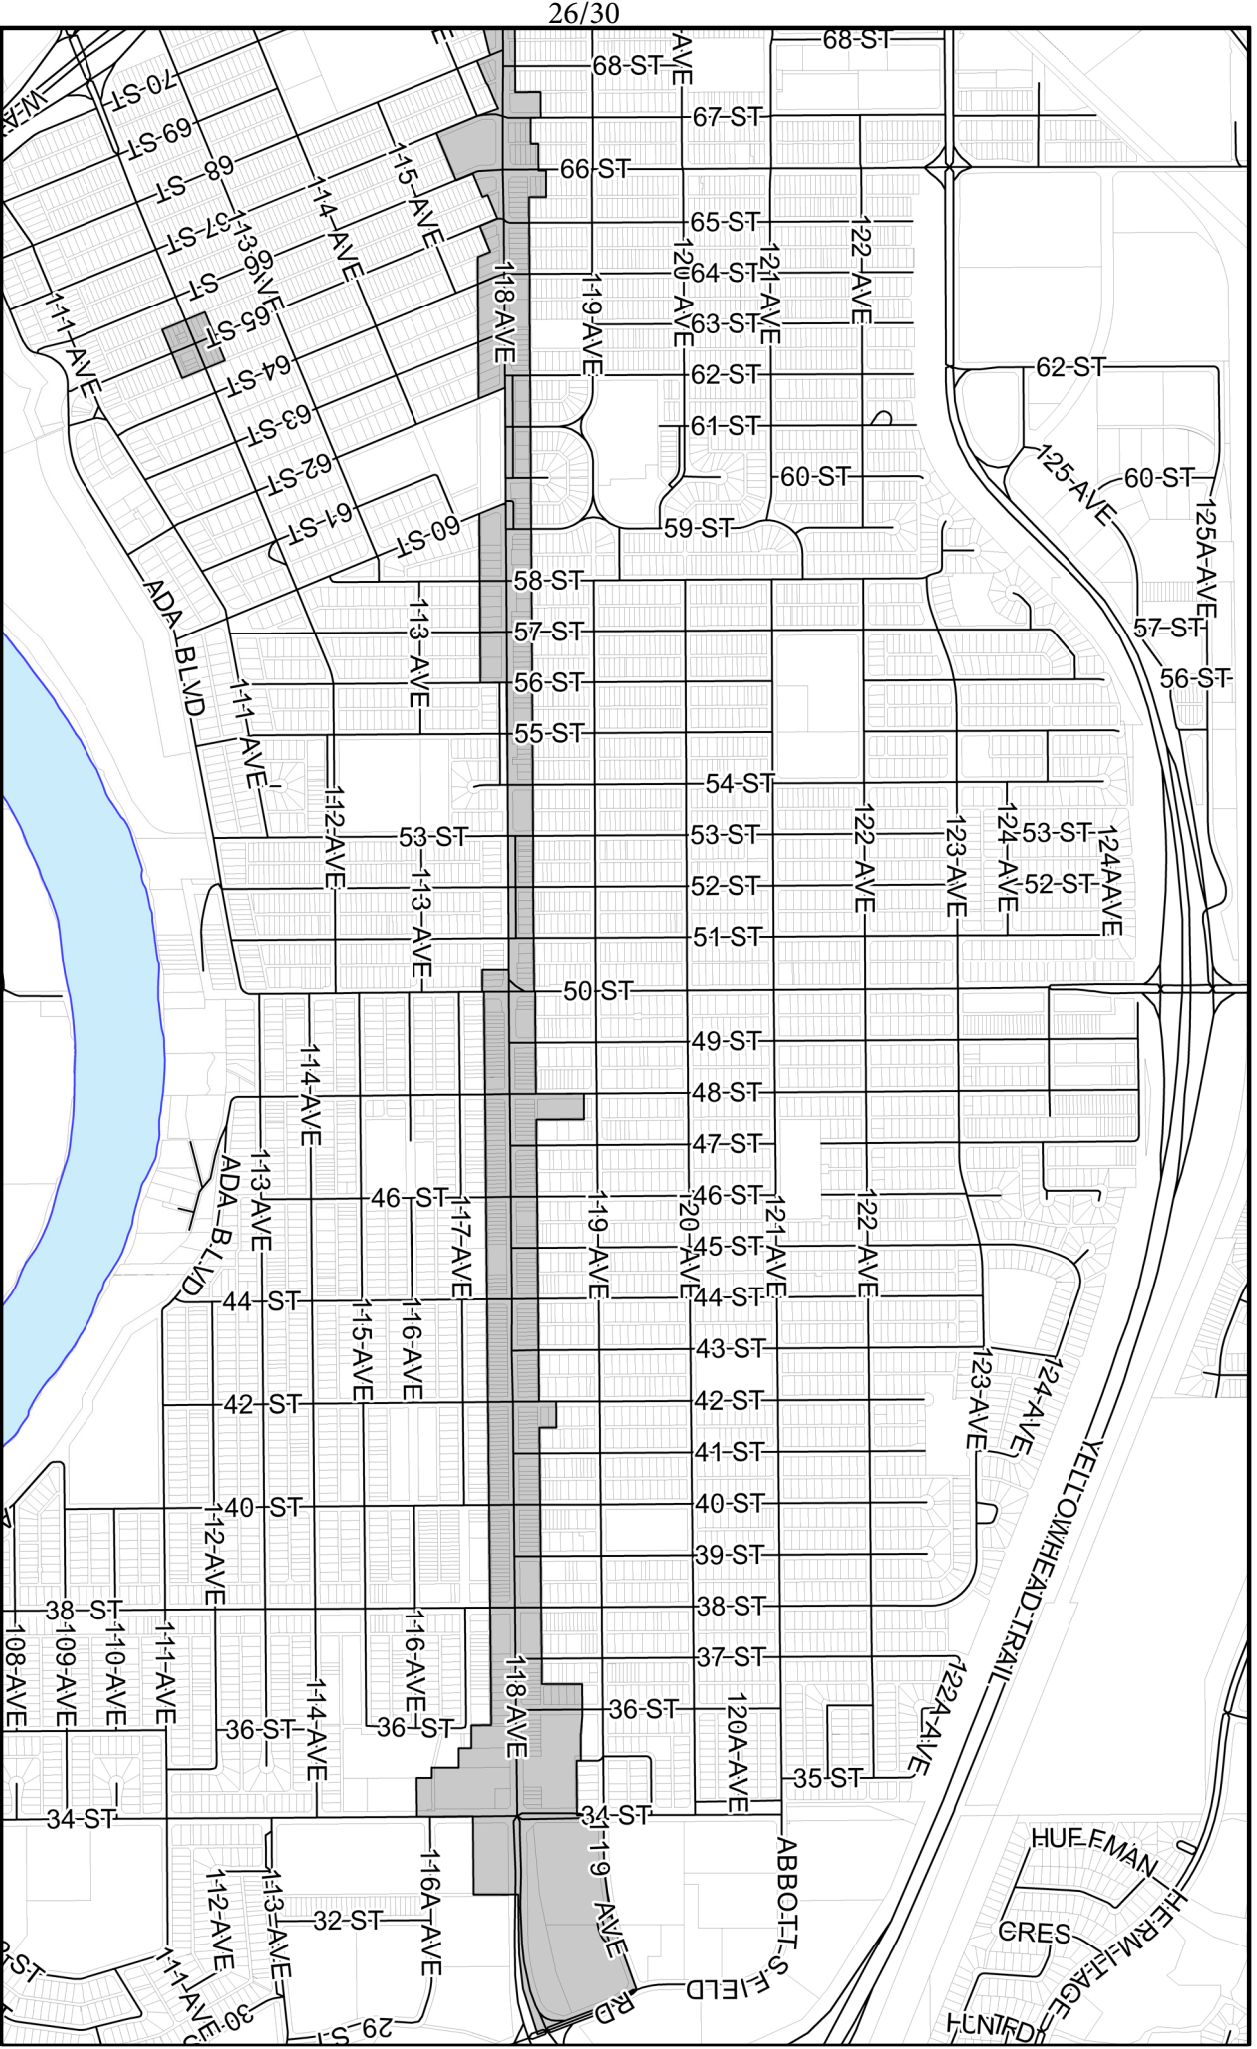 26/30
68 ST
AVE
68 ST
70 ST
67 ST
69 ST
115 AVE
68 ST
66 ST
114 AVE
67 ST
113 AVE
65 ST
122 AVE
66 ST
118 AVE
119 AVE
120 AVE
64 ST
121 AVE
111 AVE
65 ST
63 ST
64 ST
62 ST
62 ST
63 ST
61 ST
62 ST
60 ST
125 AVE
60 ST
61 ST
60 ST
59 ST
125A AVE
ADA BLVD
58 ST
113 AVE
57 ST
57 ST
111 AVE
56 ST
56 ST
55 ST
54 ST
112 AVE
53 ST
53 ST
122 AVE
123 AVE
124 AVE
53 ST
124A AVE
113 AVE
52 ST
52 ST
51 ST
50 ST
49 ST
114 AVE
48 ST
47 ST
ADA BLVD
113 AVE
46 ST
117 AVE
119 AVE
46 ST
120 AVE
121 AVE
122 AVE
45 ST
44 ST
44 ST
115 AVE
116 AVE
43 ST
123 AVE
124 AVE
42 ST
42 ST
41 ST
YELLOWHEAD TRAIL
40 ST
40 ST
112 AVE
39 ST
38 ST
38 ST
108 AVE
109 AVE
110 AVE
111 AVE
116 AVE
118 AVE
37 ST
122A AVE
114 AVE
36 ST
36 ST
36 ST
120A AVE
35 ST
34 ST
34 ST
119 AVE
ABBOTTSFIELD RD
HUFFMAN
CRES
112 AVE
113 AVE
116A AVE
32 ST
HERMITAGE
111 AVE
30
29 ST